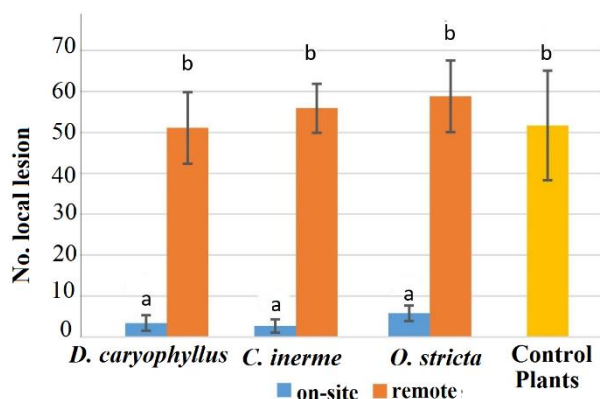 No. local lesion
70
60
50
40
30
20
10
0
b
b
b
b
a
a
a
D. caryophyllus
C. inerme
O. stricta
Control
Plants
on-site
remote